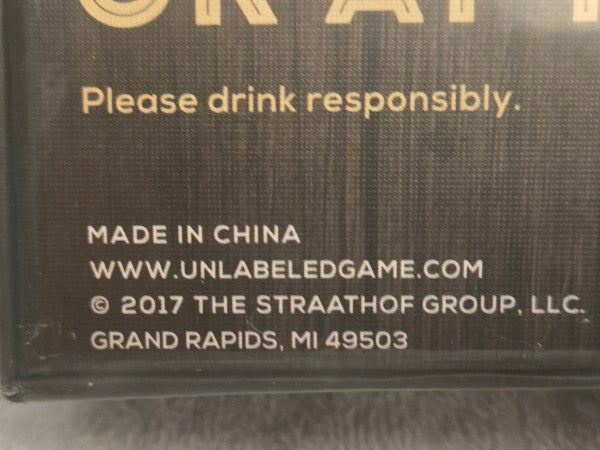 Please drink responsibly.
MADE IN CHINA
WWW.UNLABELEDGAME.COM
© 2017 THE STRAATHOF GROUP, LLC.
GRAND RAPIDS, MI 49503